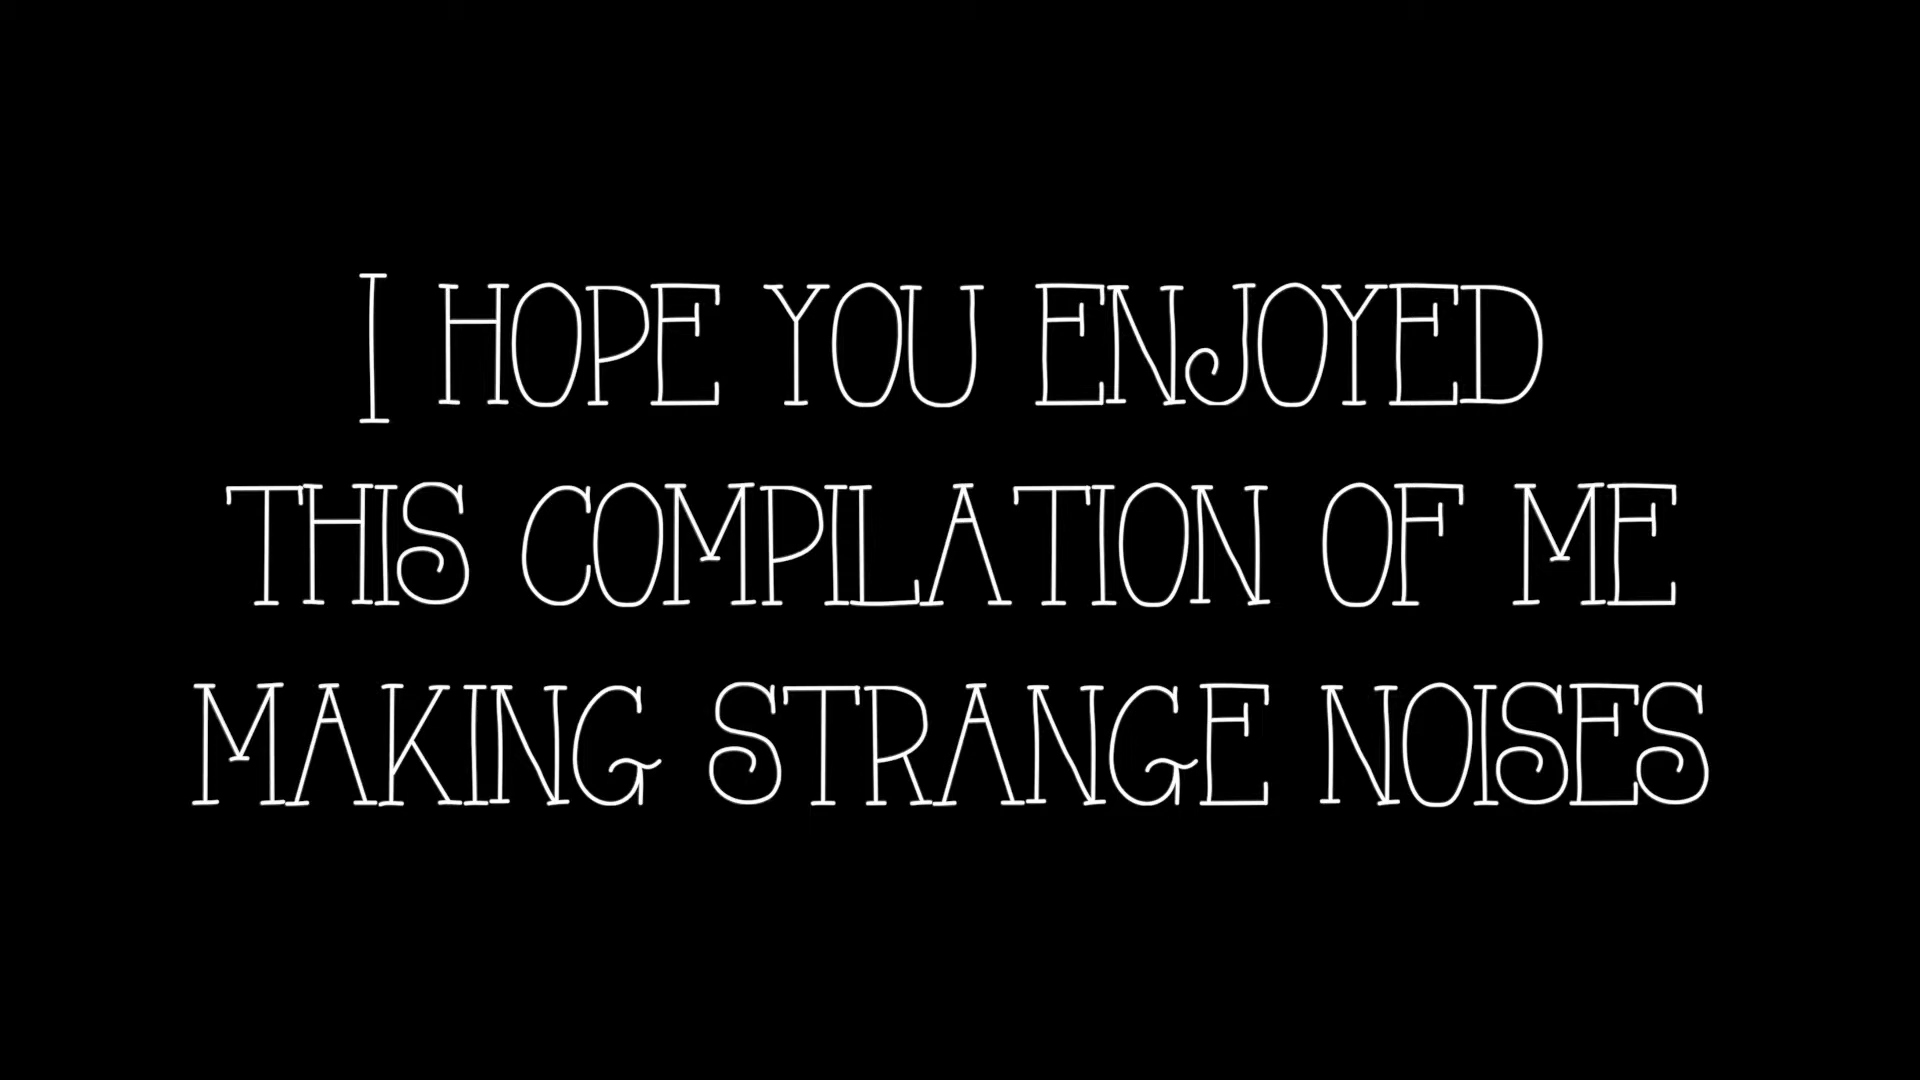 I HOPE YOU ENJOYED
THIS COMPILATION OF ME
MAKING STRANGE NOISES